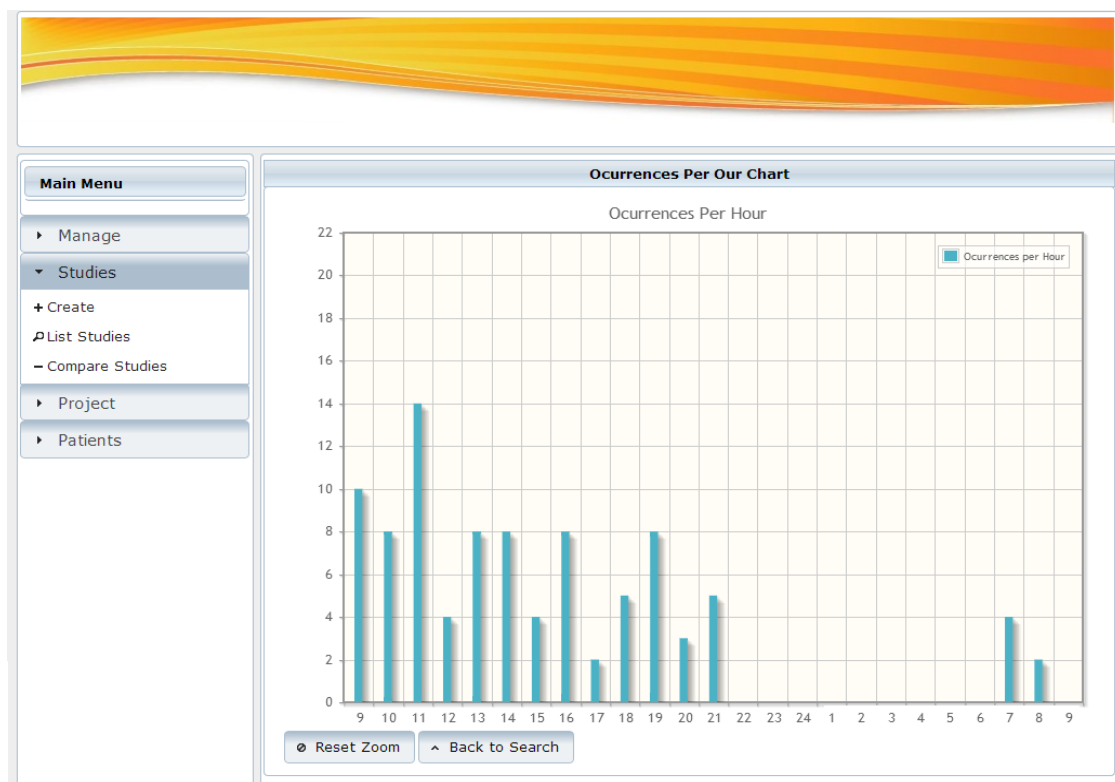 Main Menu
Manage
Studies
Create
List Studies
Compare Studies
Project
Patients
Ocurrences Per Our Chart
Ocurrences Per Hour
Ocurrences per Hour
22
20
18
16
14
12
10
8
6
4
2
0
9 10 11 12 13 14 15 16 17 18 19 20 21 22 23 24 1 2 3 4 5 6 7 8 9
Reset Zoom Back to Search